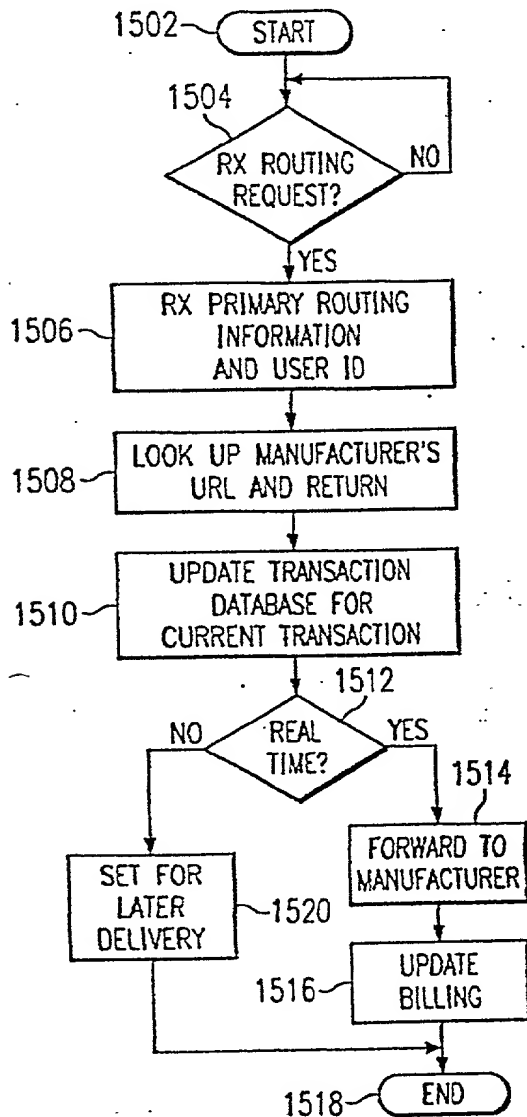 1502
START
1504
RX ROUTING
REQUEST?
NO
YES
1506
RX PRIMARY ROUTING
INFORMATION
AND USER ID
1508
LOOK UP MANUFACTURER'S
URL AND RETURN
1510
UPDATE TRANSACTION
DATABASE FOR
CURRENT TRANSACTION
1512
NO
REAL
TIME?
YES
1514
FORWARD TO
MANUFACTURER
SET FOR
LATER
DELIVERY
1520
1516
UPDATE
BILLING
1518
END